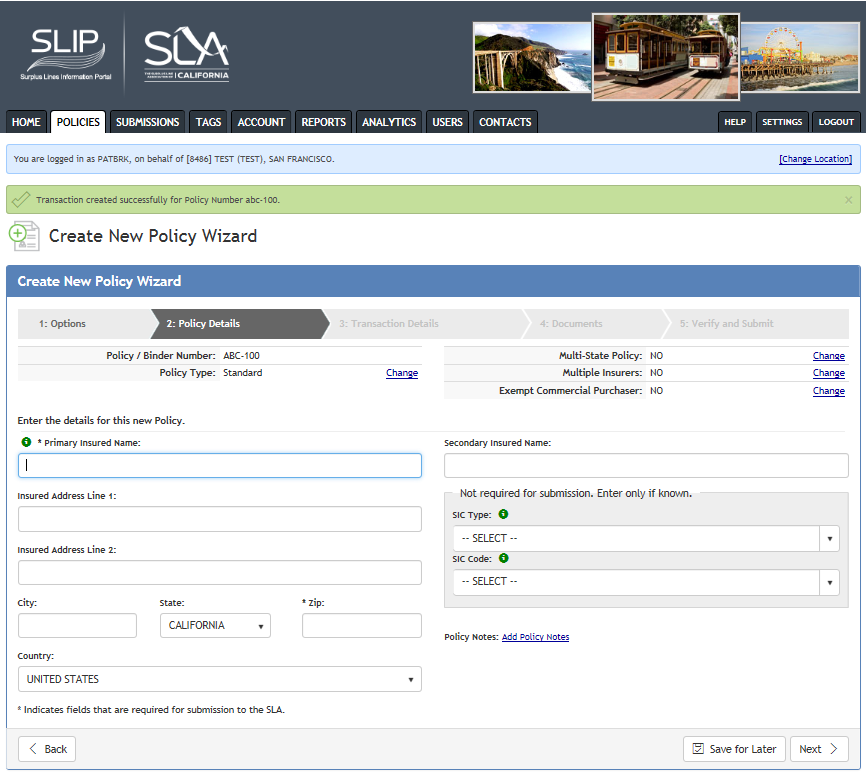 SLIP
Surplus Lines Information Portal
SLA
THE SURPLUS LINE ASSOCIATION OF CALIFORNIA
HOME POLICIES SUBMISSIONS TAGS ACCOUNT REPORTS ANALYTICS USERS CONTACTS HELP SETTINGS LOGOUT
You are logged in as PATBRK, on behalf of [8486] TEST (TEST), SAN FRANCISCO. [Change Location]
Transaction created successfully for Policy Number abc-100. ×
Create New Policy Wizard
Create New Policy Wizard
1: Options 2: Policy Details 3: Transaction Details 4: Documents 5: Verify and Submit
Policy / Binder Number: ABC-100
Policy Type: Standard Change
Multi-State Policy: NO Change
Multiple Insurers: NO Change
Exempt Commercial Purchaser: NO Change
Enter the details for this new Policy.
* Primary Insured Name:
Insured Address Line 1:
Insured Address Line 2:
City: State: * Zip:
CALIFORNIA
Country:
UNITED STATES
* Indicates fields that are required for submission to the SLA.
Secondary Insured Name:
Not required for submission. Enter only if known.
SIC Type:
-- SELECT --
SIC Code:
-- SELECT --
Policy Notes: Add Policy Notes
Back Save for Later Next